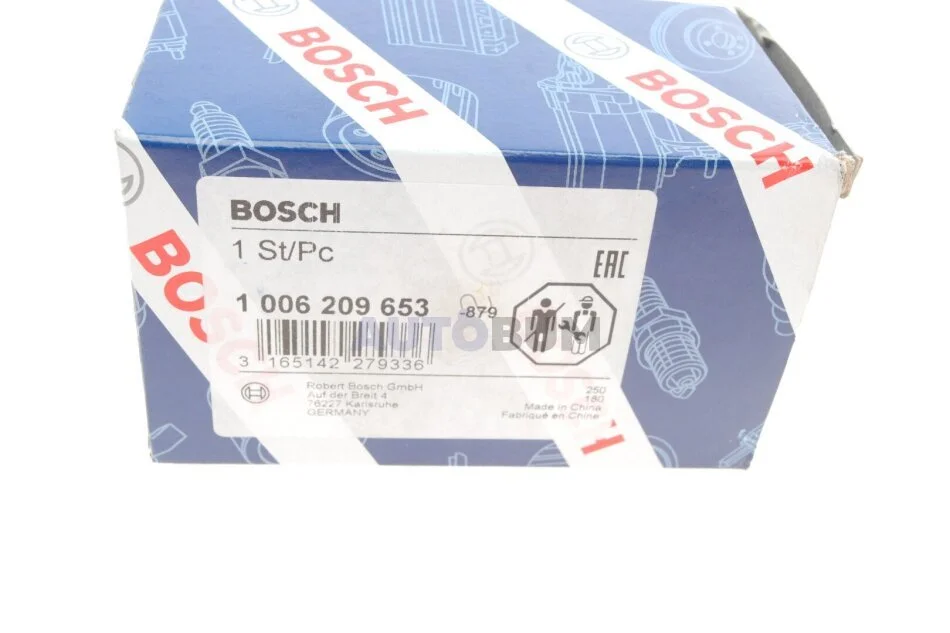 BOSCH
BOSCH
BOSCH
BOSCH
1 St/Pc
EAC
1 006 209 653
-879
AUTOBUM
3 165142 279336
Robert Bosch GmbH
Auf der Breit 4
76227 Karlsruhe
GERMANY
250
180
Made in China
Fabriqué en Chine